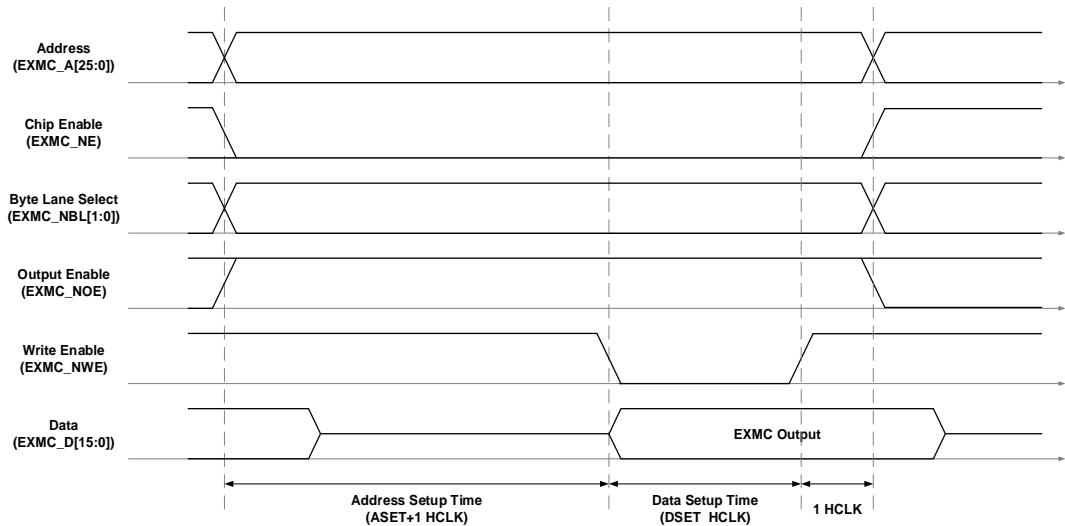 Address
(EXMC_A[25:0])
Chip Enable
(EXMC_NE)
Byte Lane Select
(EXMC_NBL[1:0])
Output Enable
(EXMC_NOE)
Write Enable
(EXMC_NWE)
Data
(EXMC_D[15:0])
EXMC Output
Address Setup Time
(ASET+1 HCLK)
Data Setup Time
(DSET HCLK)
1 HCLK